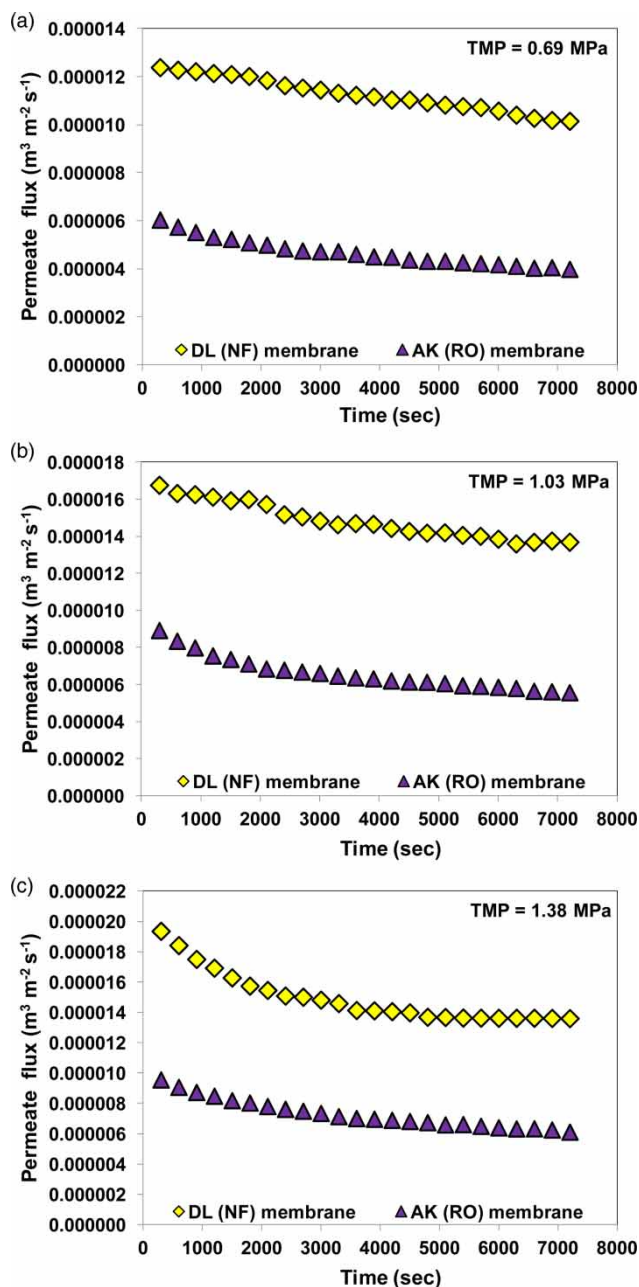 (a)
0.000014
TMP = 0.69 MPa
0.000012
0.000010
0.000008
0.000006
0.000004
0.000002
0.000000
Permeate flux (m³ m⁻² s⁻¹)
DL (NF) membrane AK (RO) membrane
0 1000 2000 3000 4000 5000 6000 7000 8000
Time (sec)
(b)
0.000018
TMP = 1.03 MPa
0.000016
0.000014
0.000012
0.000010
0.000008
0.000006
0.000004
0.000002
0.000000
Permeate flux (m³ m⁻² s⁻¹)
DL (NF) membrane AK (RO) membrane
0 1000 2000 3000 4000 5000 6000 7000 8000
Time (sec)
(c)
0.000022
TMP = 1.38 MPa
0.000020
0.000018
0.000016
0.000014
0.000012
0.000010
0.000008
0.000006
0.000004
0.000002
0.000000
Permeate flux (m³ m⁻² s⁻¹)
DL (NF) membrane AK (RO) membrane
0 1000 2000 3000 4000 5000 6000 7000 8000
Time (sec)